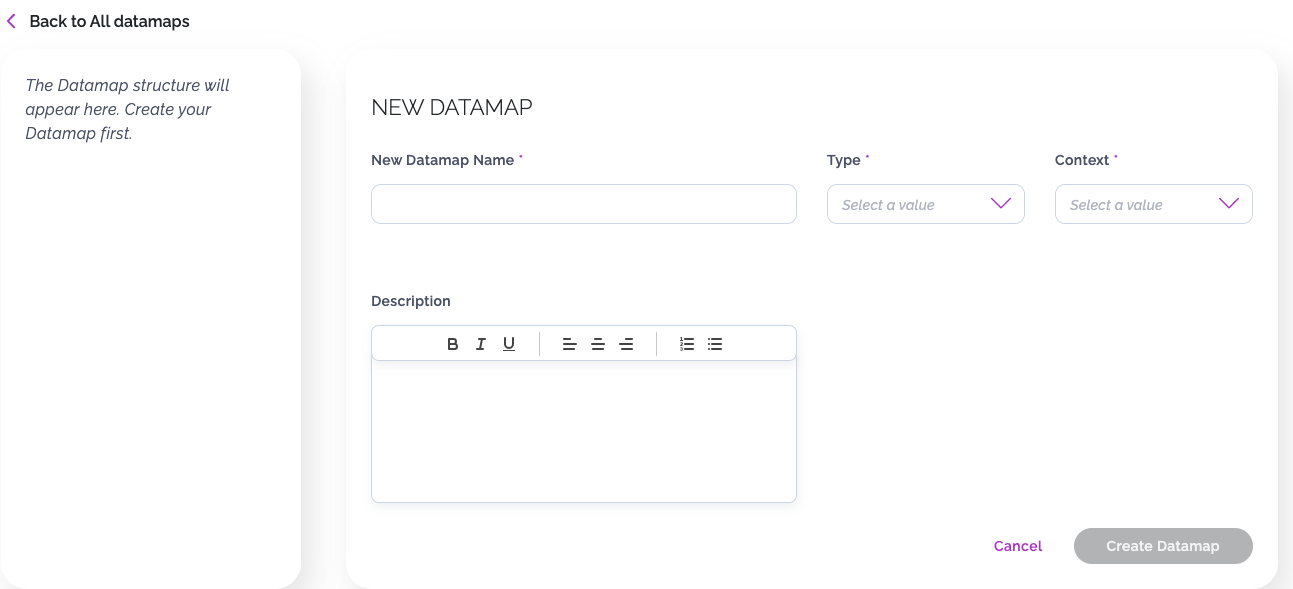 Back to All datamaps
The Datamap structure will
appear here. Create your
Datamap first.
NEW DATAMAP
New Datamap Name *
Type *
Context *
Select a value
Select a value
Description
B I U
Cancel
Create Datamap